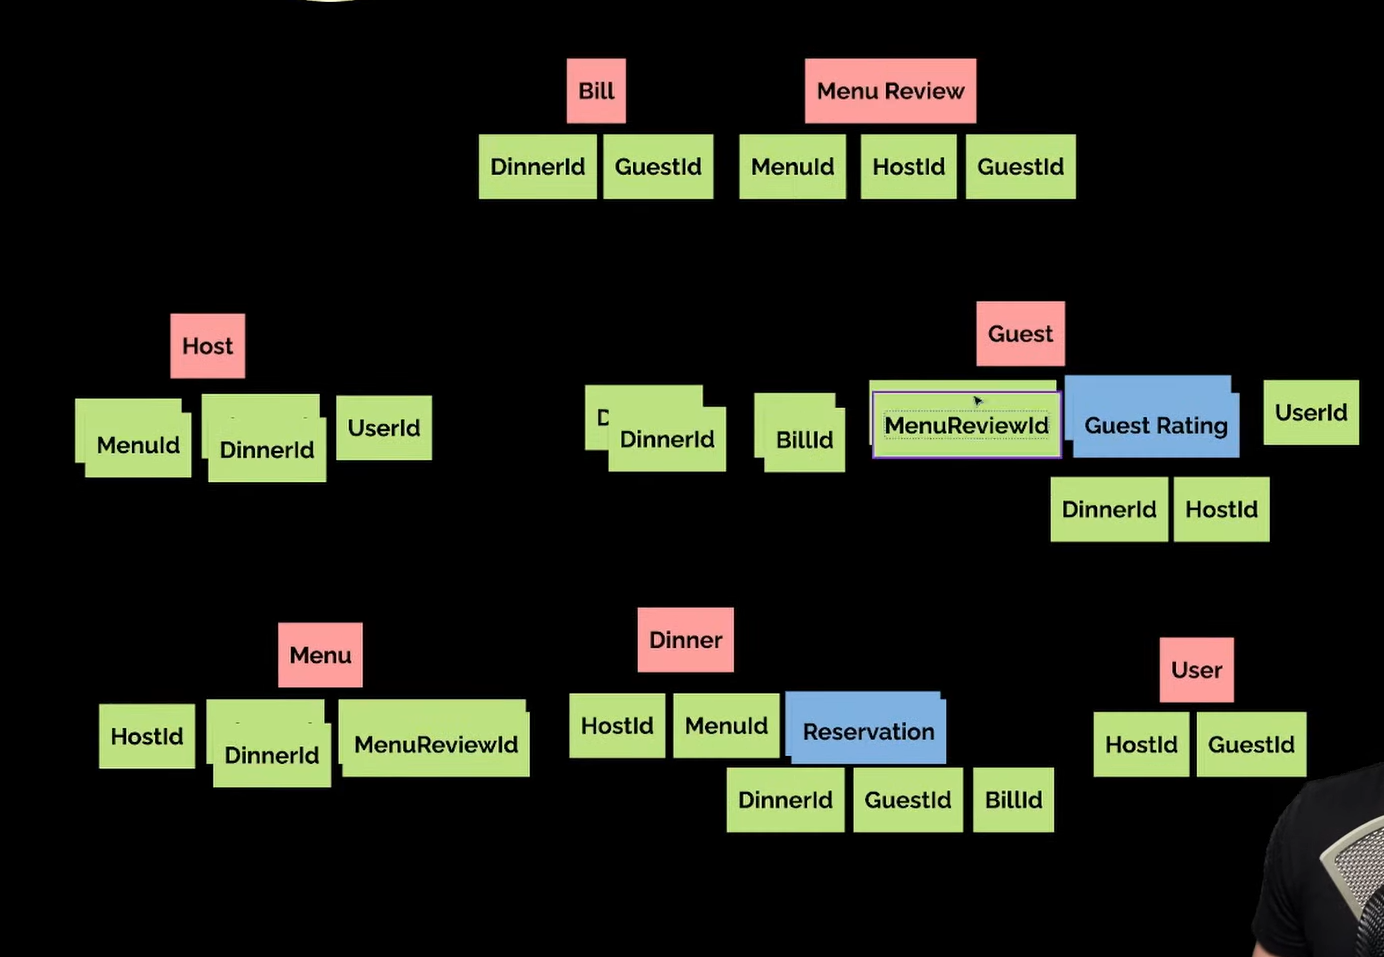 Bill
Menu Review
DinnerId GuestId
MenuId HostId GuestId
Host
Guest
MenuId DinnerId UserId
DinnerId BillId MenuReviewId Guest Rating UserId
DinnerId HostId
Menu
Dinner
User
HostId DinnerId MenuReviewId
HostId MenuId Reservation
HostId GuestId
DinnerId GuestId BillId